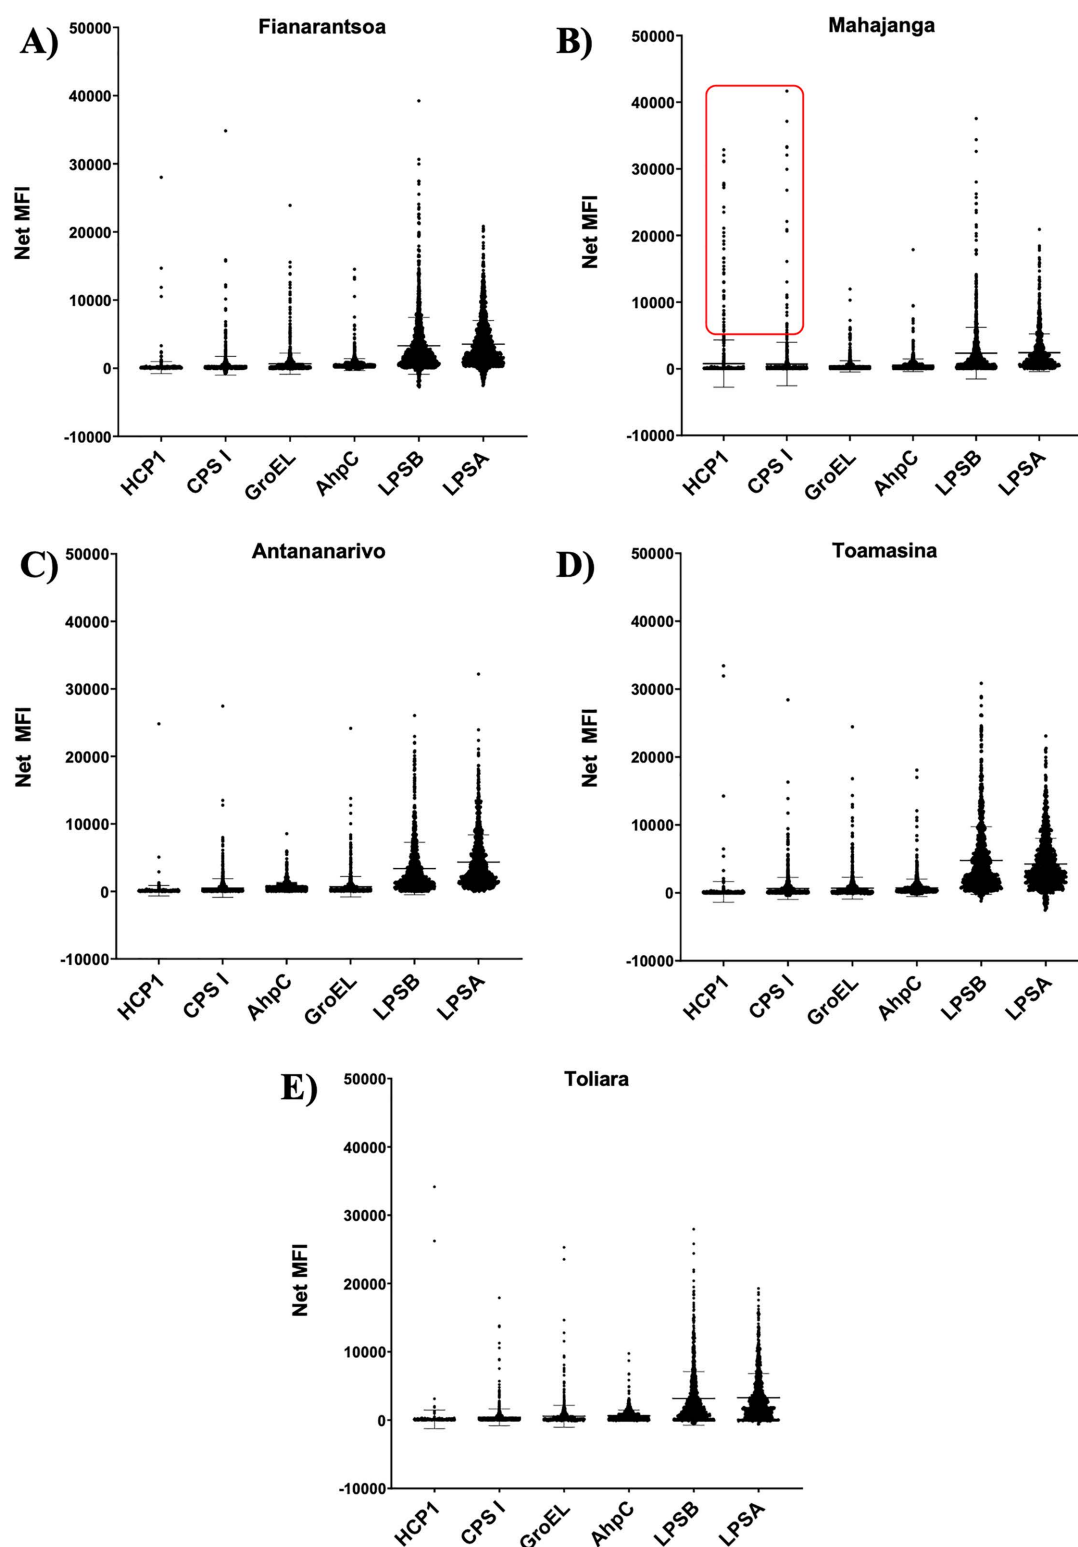 A)
Fianarantsoa
Net MFI
50000
40000
30000
20000
10000
0
-10000
HCP1
CPS I
GroEL
AhpC
LPSB
LPSA
B)
Mahajanga
Net MFI
50000
40000
30000
20000
10000
0
-10000
HCP1
CPS I
GroEL
AhpC
LPSB
LPSA
C)
Antananarivo
Net MFI
50000
40000
30000
20000
10000
0
-10000
HCP1
CPS I
AhpC
GroEL
LPSB
LPSA
D)
Toamasina
Net MFI
50000
40000
30000
20000
10000
0
-10000
HCP1
CPS I
GroEL
AhpC
LPSB
LPSA
E)
Toliara
Net MFI
50000
40000
30000
20000
10000
0
-10000
HCP1
CPS I
GroEL
AhpC
LPSB
LPSA